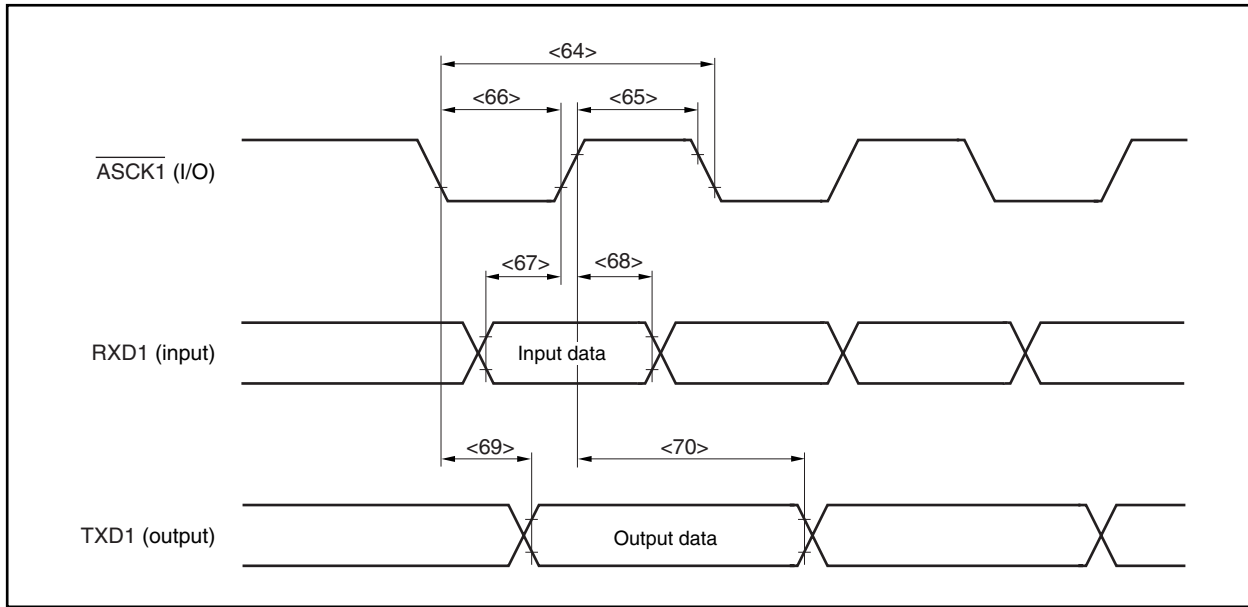 <64>
<66>
<65>
ASCK1 (I/O)
<67>
<68>
RXD1 (input)
Input data
<69>
<70>
TXD1 (output)
Output data